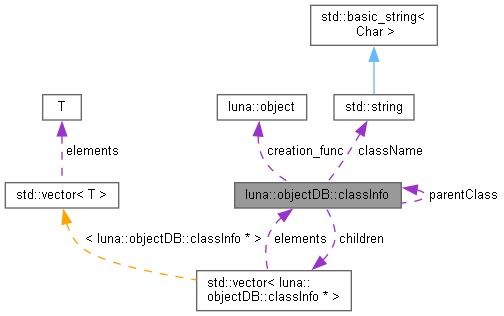 std::basic_string<
Char >
T
luna::object
std::string
elements
creation_func
className
std::vector< T >
luna::objectDB::classInfo
parentClass
< luna::objectDB::classInfo * >
elements
children
std::vector< luna::
objectDB::classInfo * >